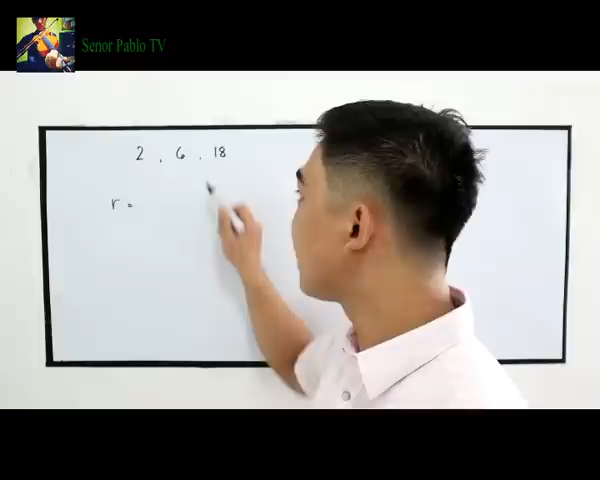 Senor Pablo TV
2 , 6 , 18
r =